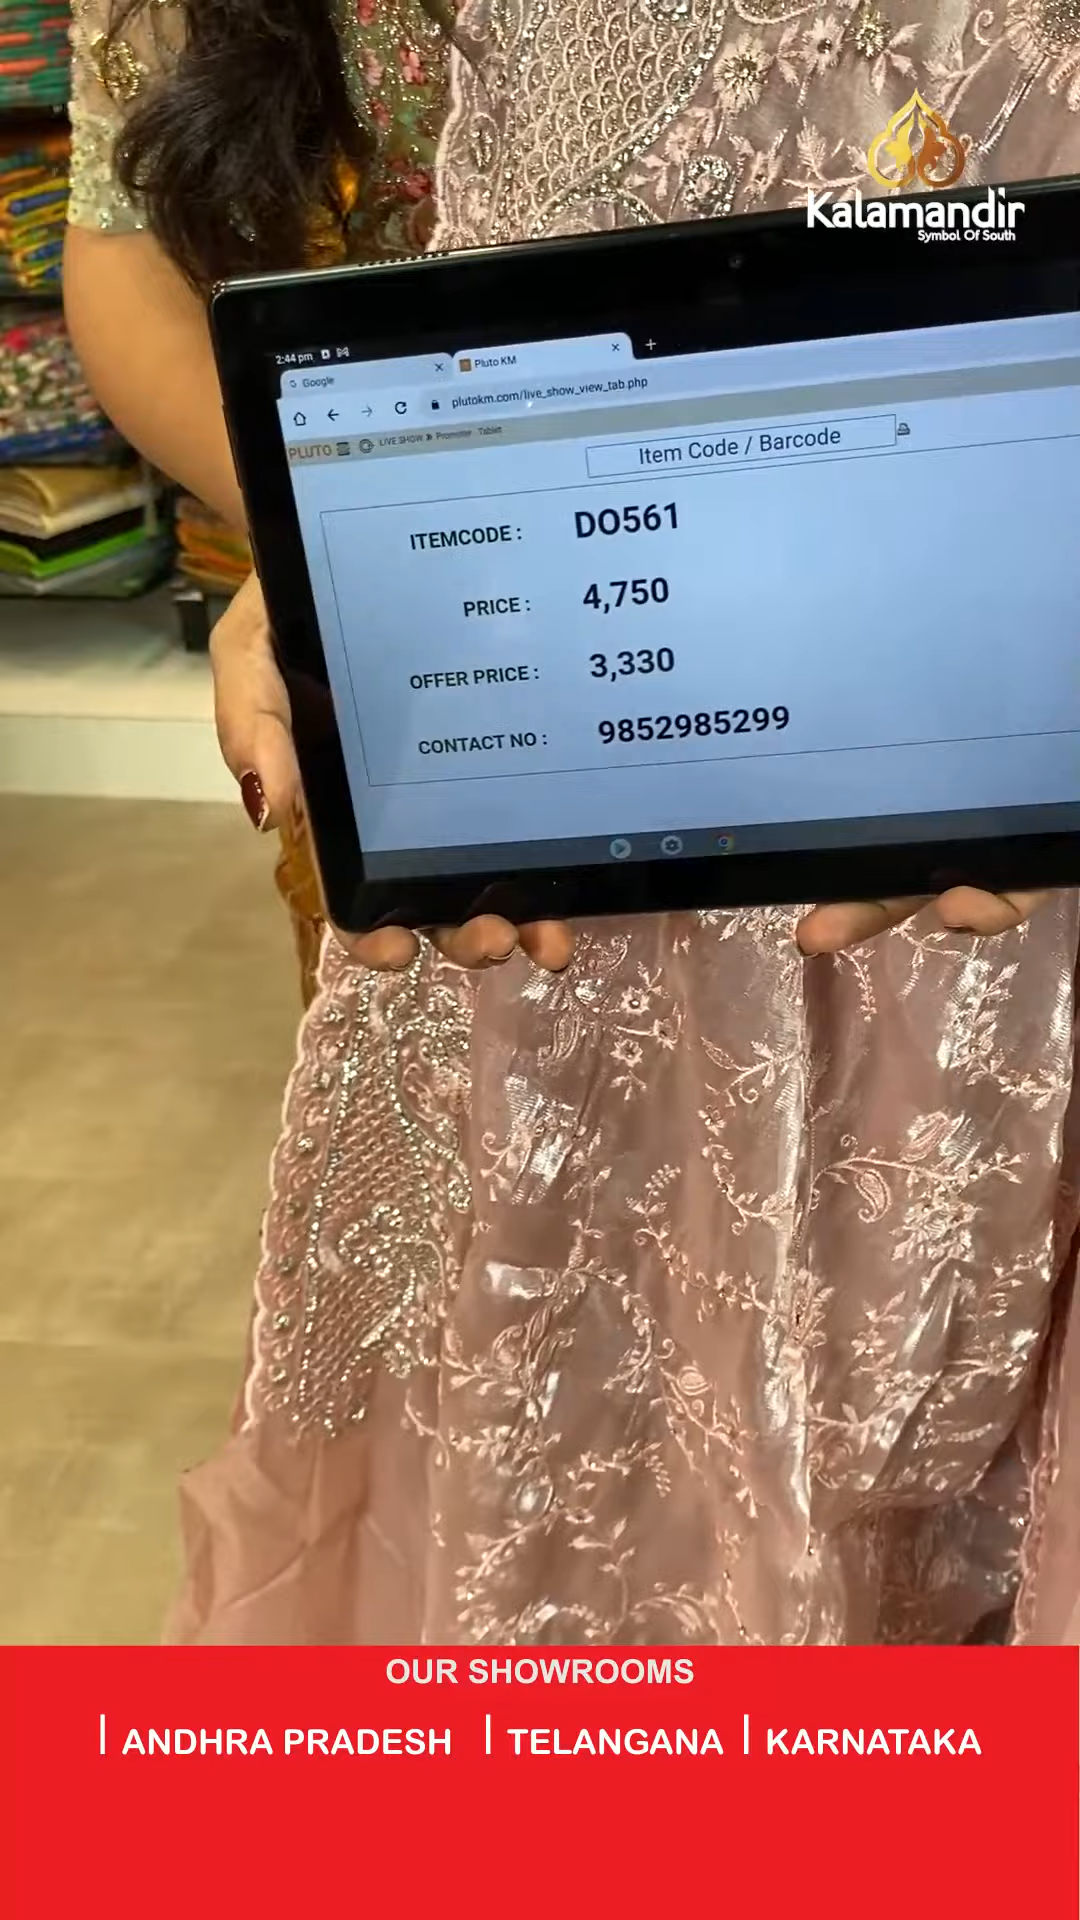 Kalamandir
Symbol Of South
2:44 pm
Google
Pluto KM
plutokm.com/live_show_view_tab.php
PLUTO
LIVE SHOW » Promoter Tablet
Item Code / Barcode
ITEMCODE : DO561
PRICE : 4,750
OFFER PRICE : 3,330
CONTACT NO : 9852985299
OUR SHOWROOMS
| ANDHRA PRADESH | TELANGANA | KARNATAKA